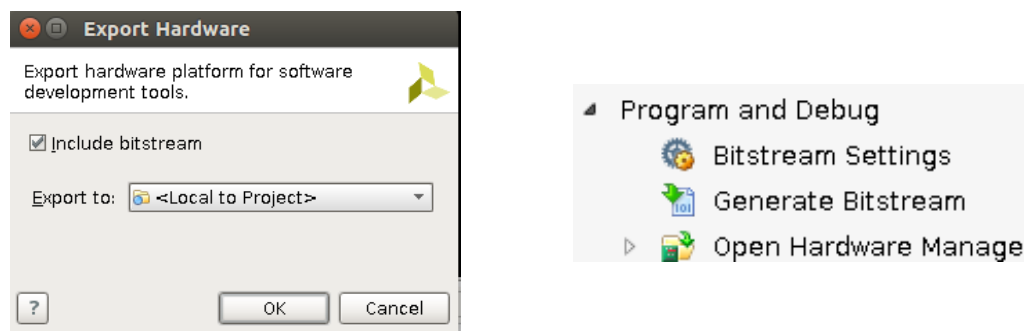 Export Hardware
Export hardware platform for software
development tools.
Include bitstream
Export to: <Local to Project>
?
OK Cancel
Program and Debug
Bitstream Settings
101
Generate Bitstream
Open Hardware Manage